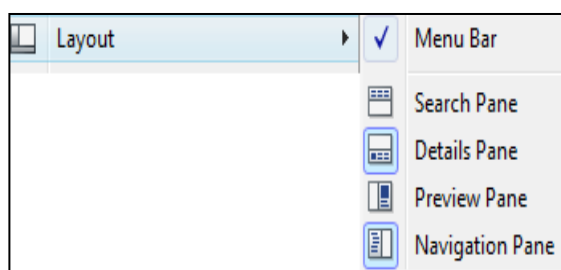 Layout
Menu Bar
Search Pane
Details Pane
Preview Pane
Navigation Pane